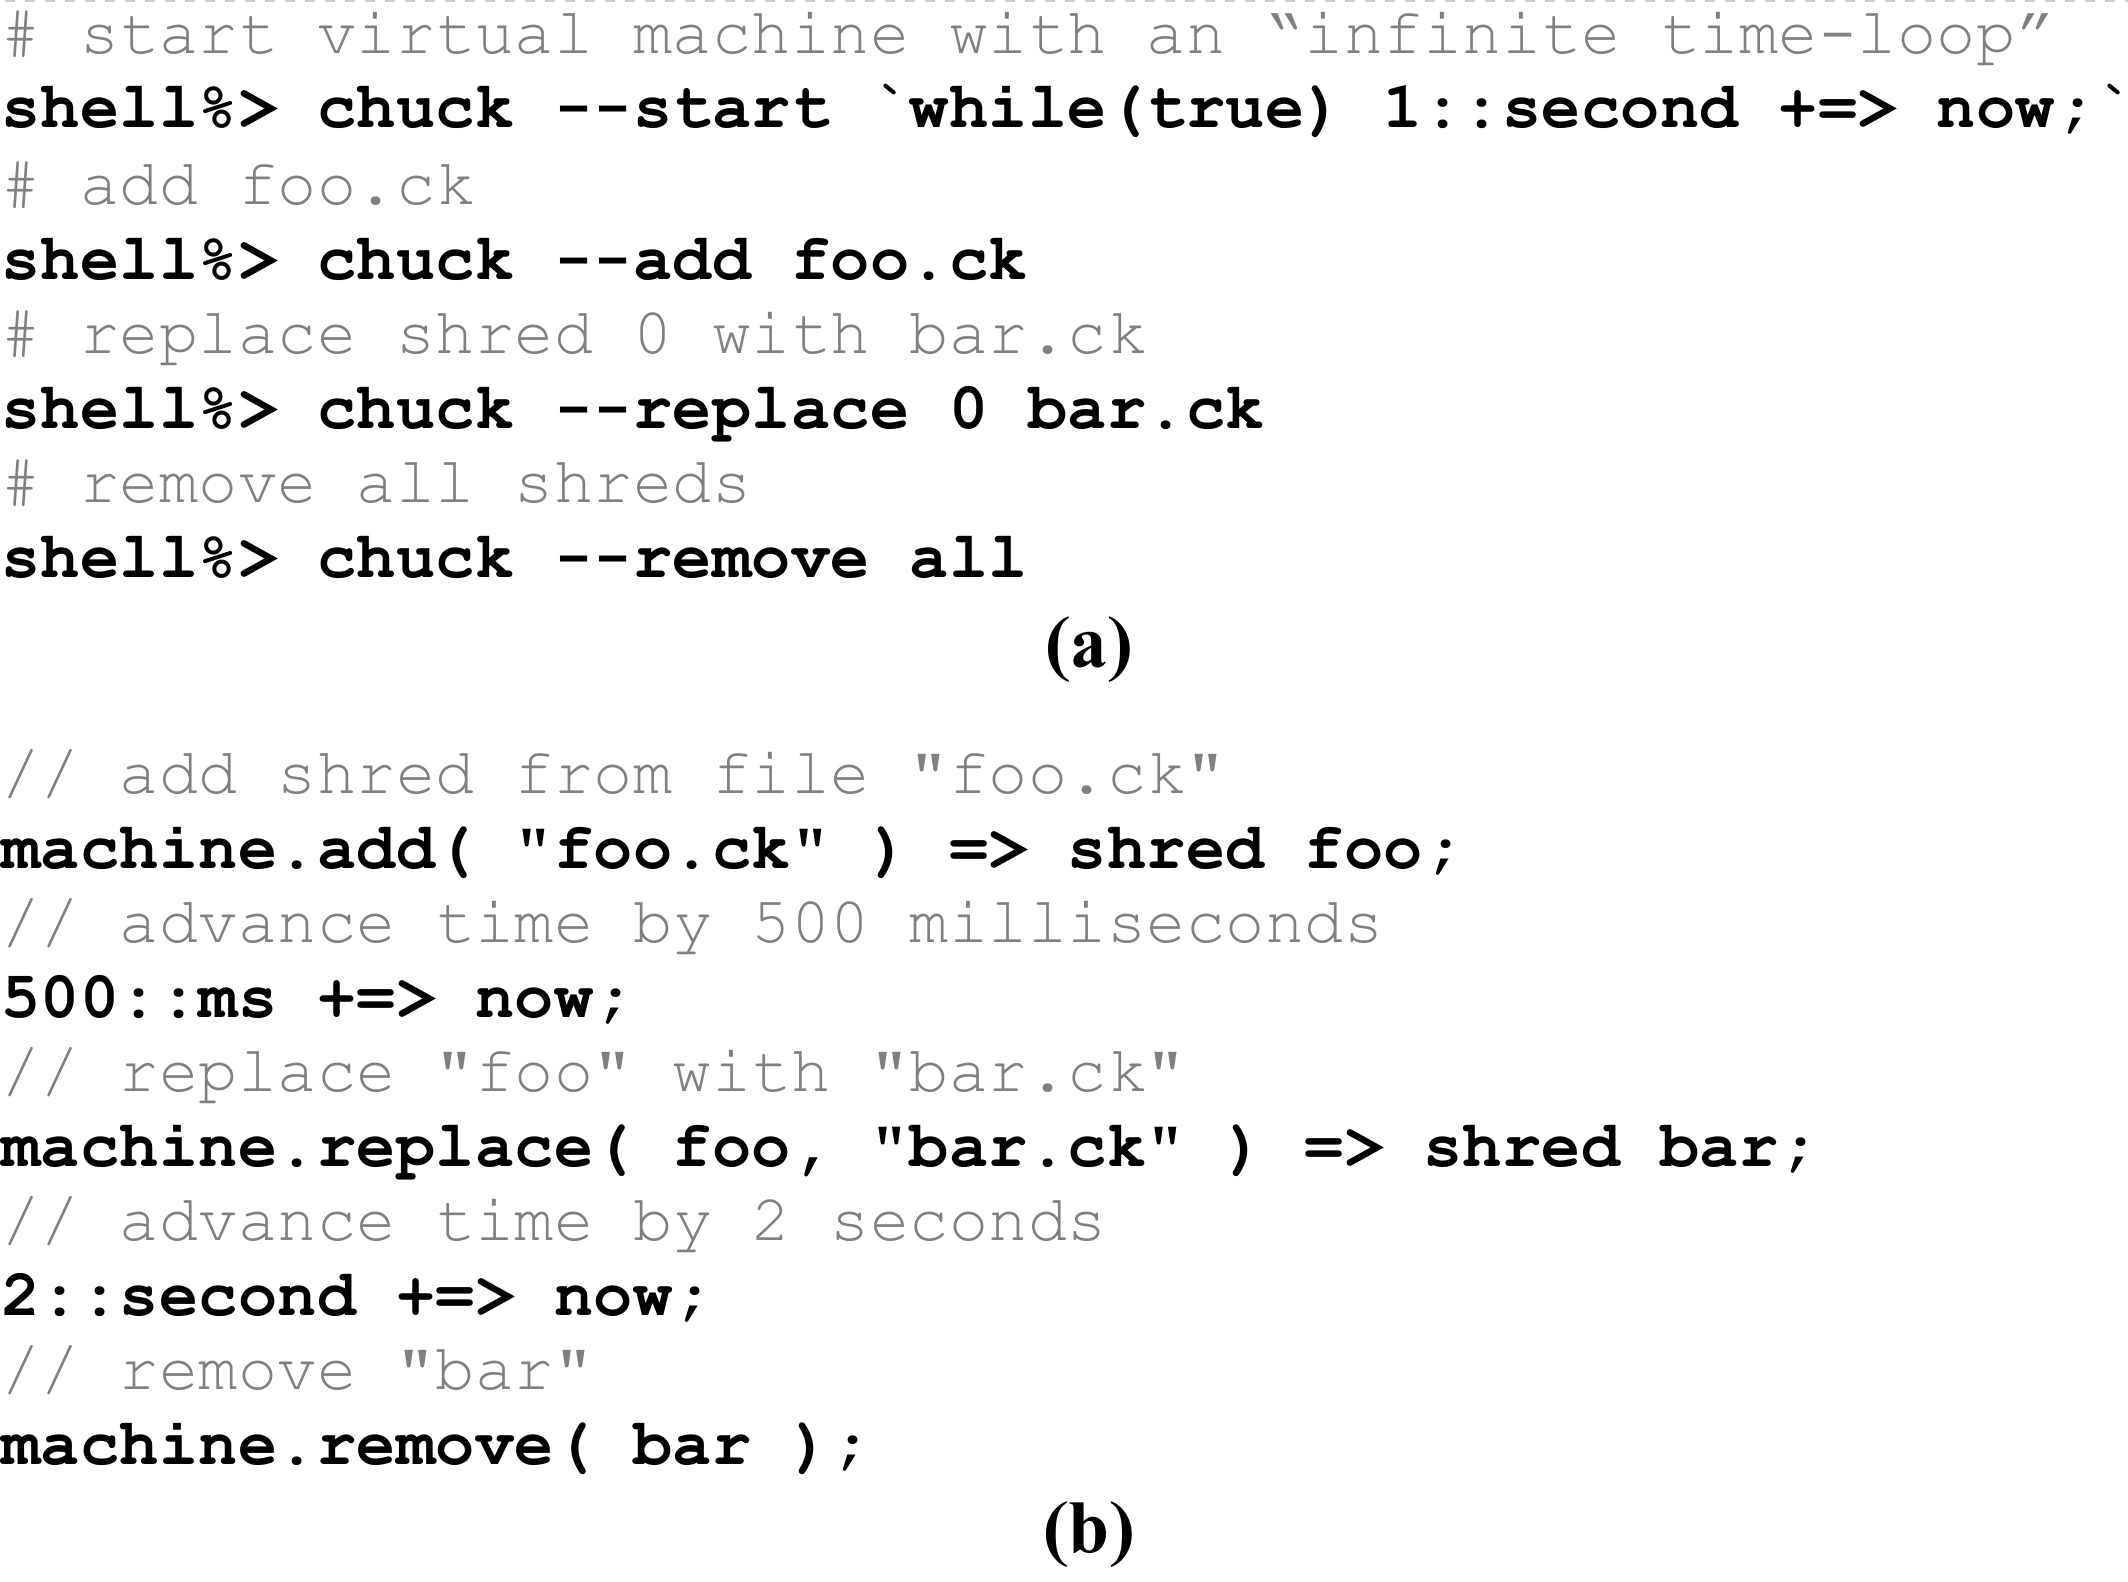 # start virtual machine with an “infinite time-loop”
shell%> chuck --start `while(true) 1::second +=> now;`
# add foo.ck
shell%> chuck --add foo.ck
# replace shred 0 with bar.ck
shell%> chuck --replace 0 bar.ck
# remove all shreds
shell%> chuck --remove all
(a)
// add shred from file "foo.ck"
machine.add( "foo.ck" ) => shred foo;
// advance time by 500 milliseconds
500::ms +=> now;
// replace "foo" with "bar.ck"
machine.replace( foo, "bar.ck" ) => shred bar;
// advance time by 2 seconds
2::second +=> now;
// remove "bar"
machine.remove( bar );
(b)